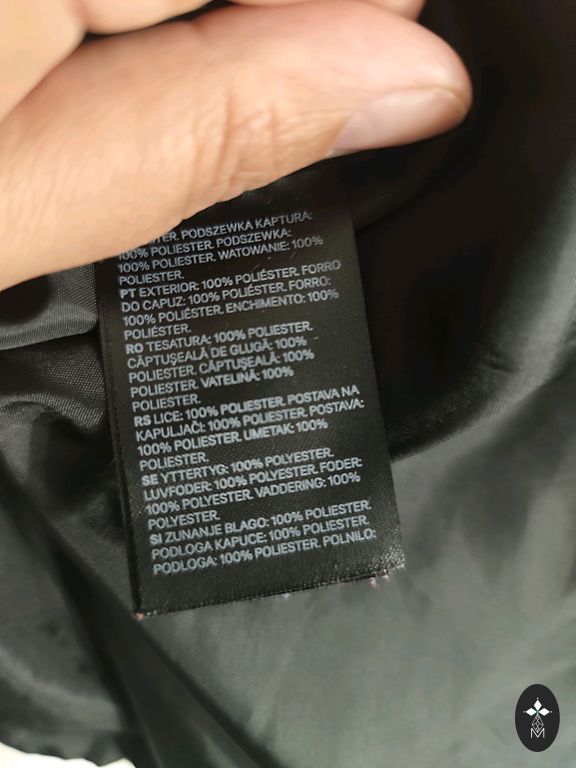 TER. PODSZEWKA KAPTURA:
100% POLIESTER. PODSZEWKA:
100% POLIESTER. WATOWANIE: 100%
POLIESTER.
PT EXTERIOR: 100% POLIÉSTER. FORRO
DO CAPUZ: 100% POLIÉSTER. FORRO:
100% POLIÉSTER. ENCHIMENTO: 100%
POLIÉSTER.
RO TESATURA: 100% POLIESTER.
CĂPTUŞEALĂ DE GLUGĂ: 100%
POLIESTER. CĂPTUŞEALĂ: 100%
POLIESTER. VATELINĂ: 100%
POLIESTER.
RS LICE: 100% POLIESTER. POSTAVA NA
KAPULJAČI: 100% POLIESTER. POSTAVA:
100% POLIESTER. UMETAK: 100%
POLIESTER.
SE YTTERTYG: 100% POLYESTER.
LUVFODER: 100% POLYESTER. FODER:
100% POLYESTER. VADDERING: 100%
POLYESTER
SI ZUNANJE BLAGO: 100% POLIESTER.
PODLOGA KAPUCE: 100% POLIESTER.
PODLOGA: 100% POLIESTER. POLNILO:
M